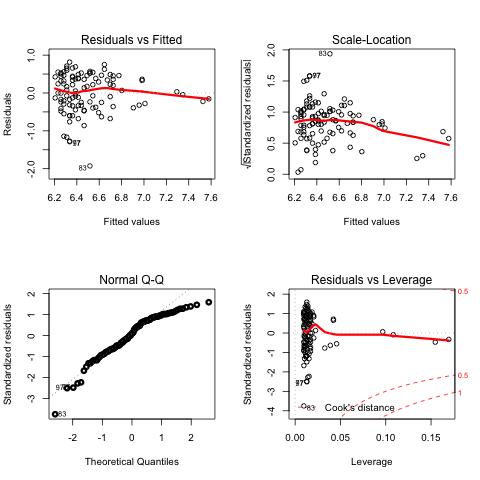 Residuals vs Fitted
Residuals
-2.0 -1.0 0.0 1.0
83
97
6.2 6.4 6.6 6.8 7.0 7.2 7.4 7.6
Fitted values
Scale-Location
√|Standardized residuals|
0.0 0.5 1.0 1.5 2.0
83
97
6.2 6.4 6.6 6.8 7.0 7.2 7.4 7.6
Fitted values
Normal Q-Q
Standardized residuals
-4 -3 -2 -1 0 1 2
97
83
-2 -1 0 1 2
Theoretical Quantiles
Residuals vs Leverage
Standardized residuals
-4 -3 -2 -1 0 1 2
97
83
Cook's distance
0.5
0.5
1
0.00 0.05 0.10 0.15
Leverage